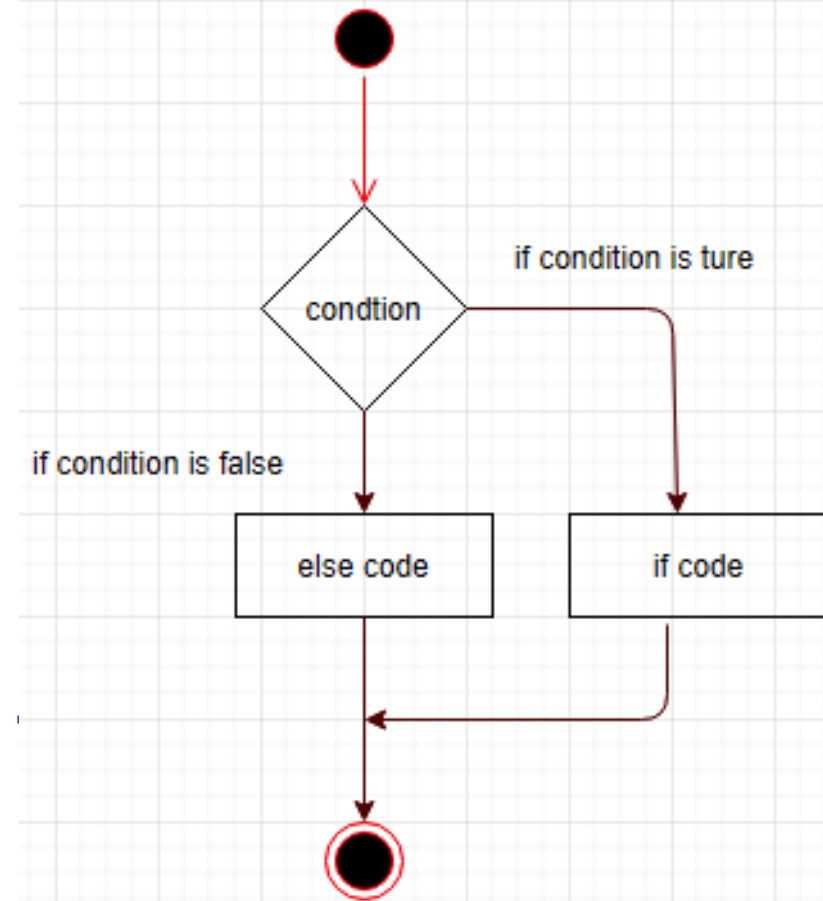 if condition is ture
condtion
if condition is false
else code
if code